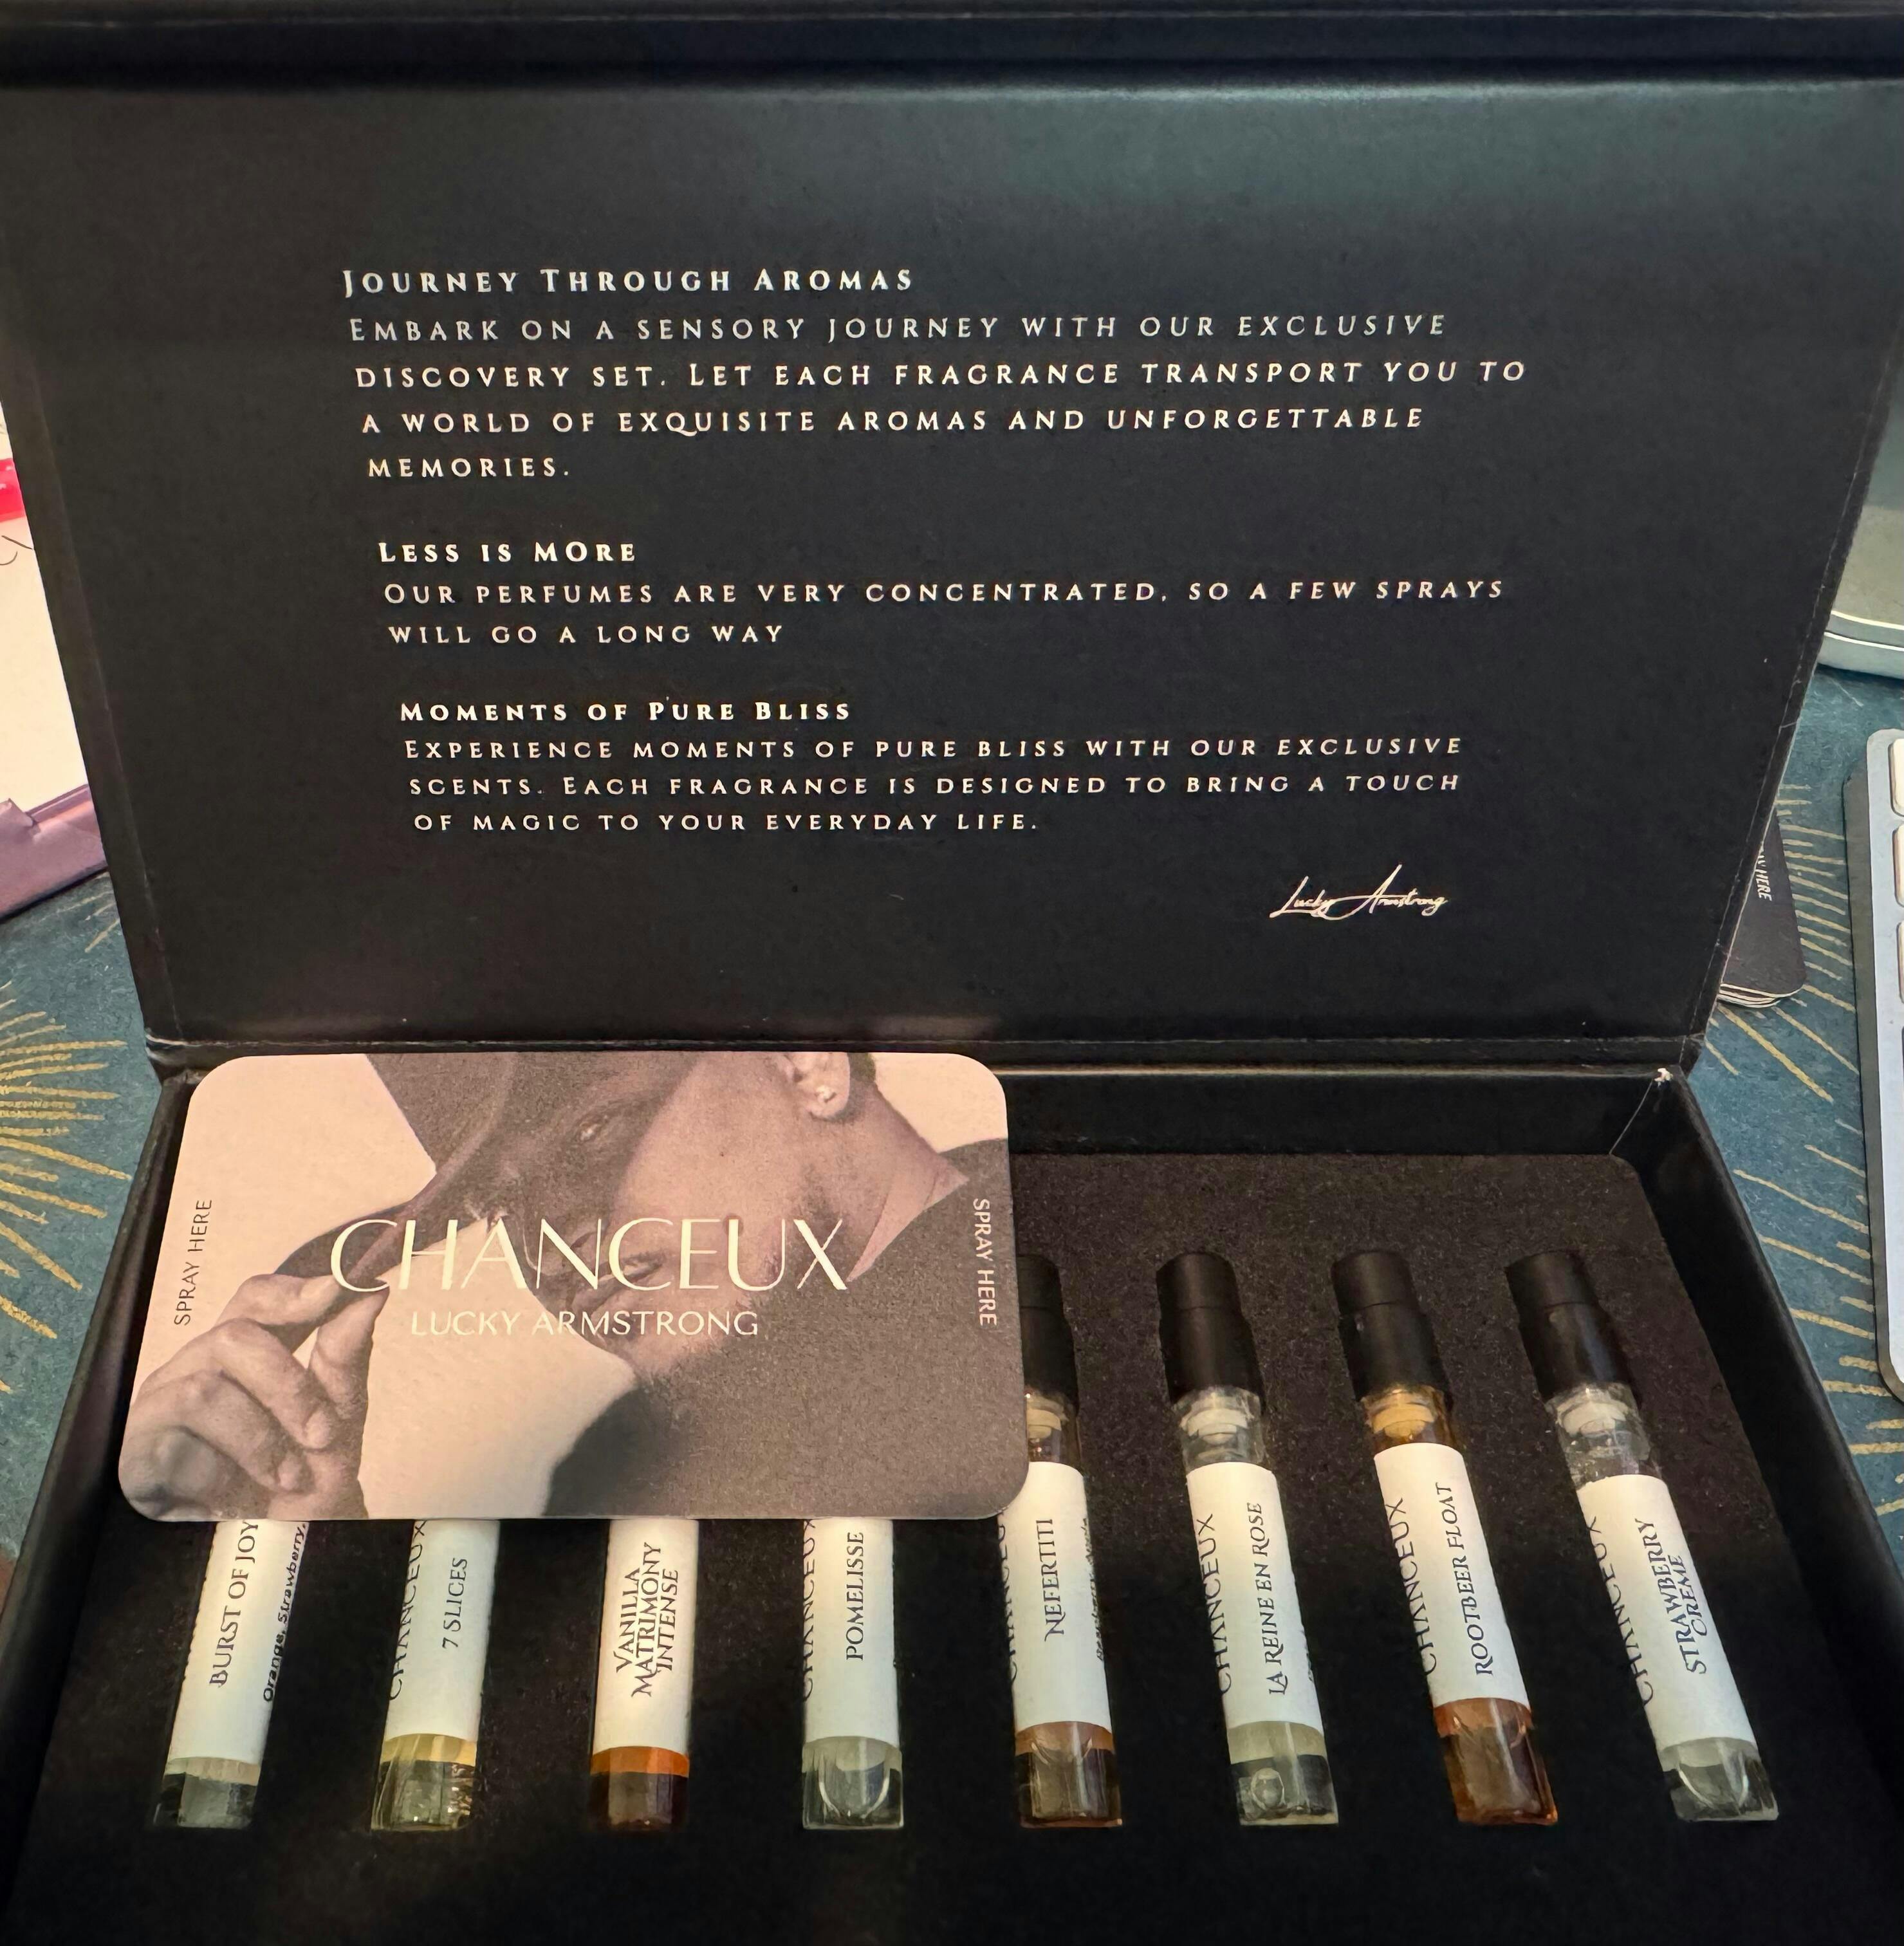 Journey Through Aromas
Embark on a sensory journey with our exclusive
discovery set. Let each fragrance transport you to
a world of exquisite aromas and unforgettable
memories.
Less is mOre
Our perfumes are very concentrated, so a few sprays
will go a long way
Moments of Pure Bliss
Experience moments of pure bliss with our exclusive
scents. Each fragrance is designed to bring a touch
of magic to your everyday life.
Lucky Armstrong
HERE
SPRAY HERE
CHANCEUX
LUCKY ARMSTRONG
SPRAY HERE
BURST OF JOY
Orange, Strawberry,
CHANCEUX
7 SLICES
VANILLA
MATRIMONY
INTENSE
CHANCEUX
POMELISSE
NEFERTITI
CHANCEUX
LA REINE EN ROSE
CHANCEUX
ROOTBEER FLOAT
CHANCEUX
STRAWBERRY
CREME